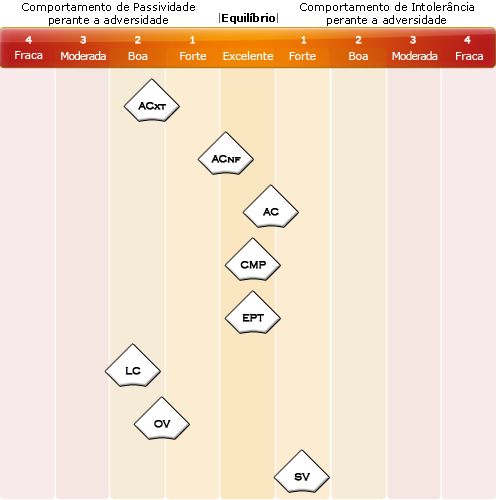 Comportamento de Passividade
perante a adversidade
|Equilíbrio|
Comportamento de Intolerância
perante a adversidade
4 3 2 1 1 2 3 4
Fraca Moderada Boa Forte Excelente Forte Boa Moderada Fraca
ACXT
ACNF
AC
CMP
EPT
LC
OV
SV